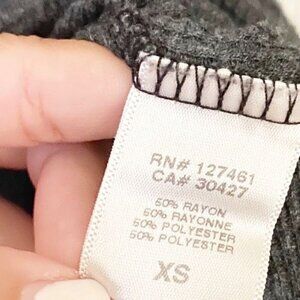 RN# 127461
CA# 30427
50% RAYON
50% RAYONNE
50% POLYESTER
50% POLYESTER
XS